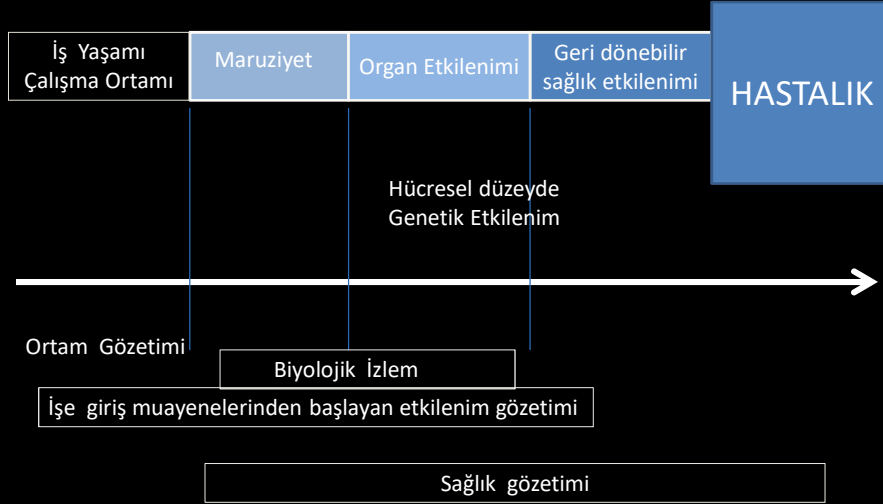 İş Yaşamı
Çalışma Ortamı
Maruziyet
Organ Etkilenimi
Geri dönebilir
sağlık etkilenimi
HASTALIK
Hücresel düzeyde
Genetik Etkilenim
Ortam Gözetimi
Biyolojik İzlem
İşe giriş muayenelerinden başlayan etkilenim gözetimi
Sağlık gözetimi